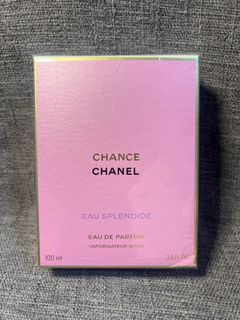 CHANCE
CHANEL
EAU SPLENDIDE
EAU DE PARFUM
VAPORISATEUR SPRAY
100 ml 3.4 FL. OZ.